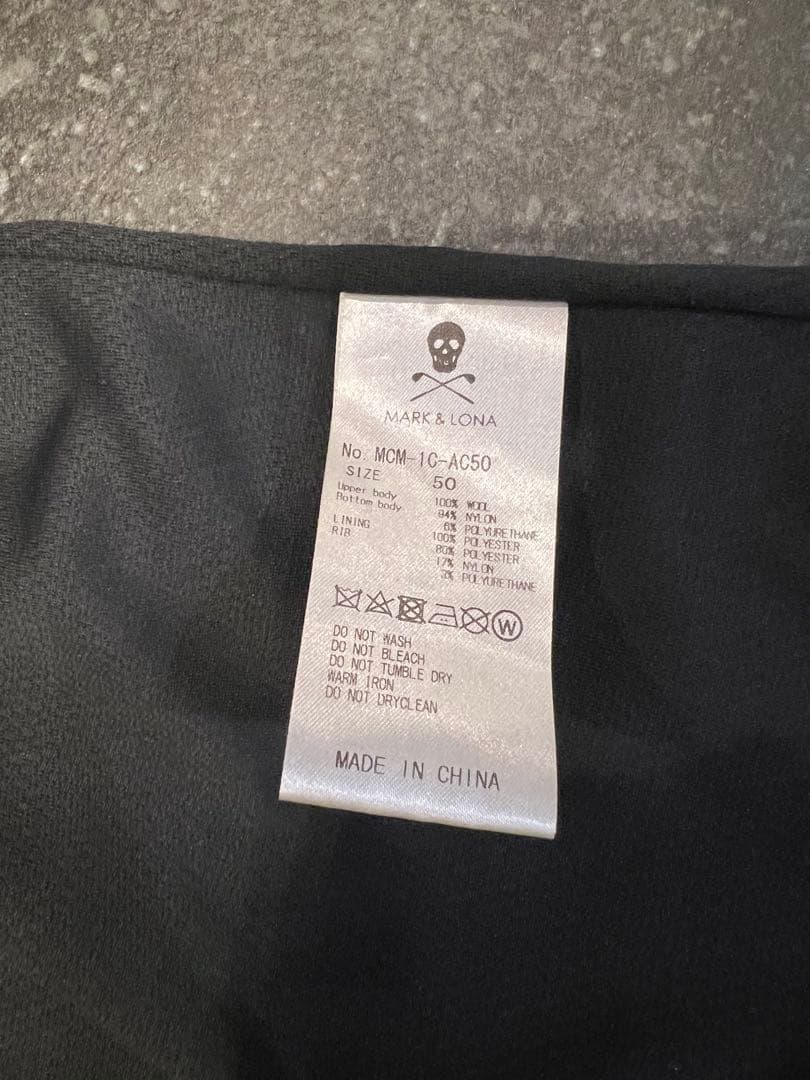 MARK & LONA
No. MCM-1C-AC50
SIZE 50
Upper body 100% WOOL
Bottom body 94% NYLON
6% POLYURETHANE
LINING 100% POLYESTER
RIB 80% POLYESTER
17% NYLON
3% POLYURETHANE
W
DO NOT WASH
DO NOT BLEACH
DO NOT TUMBLE DRY
WARM IRON
DO NOT DRYCLEAN
MADE IN CHINA